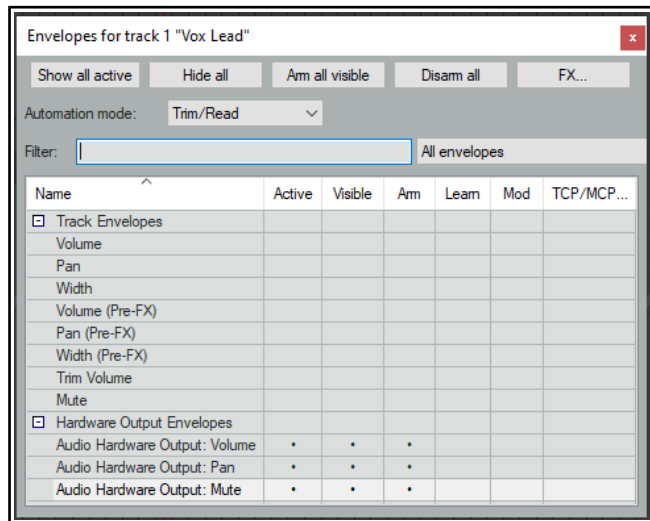 Envelopes for track 1 "Vox Lead" x
Show all active Hide all Arm all visible Disarm all FX...
Automation mode: Trim/Read
Filter: All envelopes
Name Active Visible Arm Learn Mod TCP/MCP...
Track Envelopes
Volume
Pan
Width
Volume (Pre-FX)
Pan (Pre-FX)
Width (Pre-FX)
Trim Volume
Mute
Hardware Output Envelopes
Audio Hardware Output: Volume • • •
Audio Hardware Output: Pan • • •
Audio Hardware Output: Mute • • •